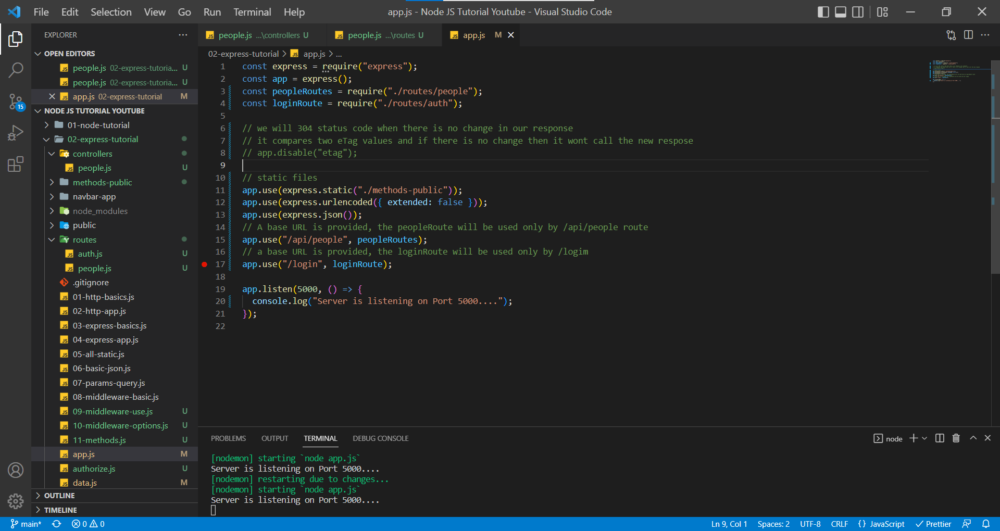 File Edit Selection View Go Run Terminal Help
app.js - Node JS Tutorial Youtube - Visual Studio Code
EXPLORER
OPEN EDITORS
people.js 02-express-tutoria... U
people.js 02-express-tutoria... U
app.js 02-express-tutorial M
NODE JS TUTORIAL YOUTUBE
01-node-tutorial
02-express-tutorial
controllers
people.js U
methods-public
navbar-app
node_modules
public
routes
auth.js U
people.js U
.gitignore
01-http-basics.js
02-http-app.js
03-express-basics.js
04-express-app.js
05-all-static.js
06-basic-json.js
07-params-query.js
08-middleware-basic.js
09-middleware-use.js U
10-middleware-options.js U
11-methods.js U
app.js M
authorize.js U
data.js M
OUTLINE
TIMELINE
15
people.js ...\controllers U
people.js ...\routes U
app.js M
02-express-tutorial > app.js > ...
1 const express = require("express");
2 const app = express();
3 const peopleRoutes = require("./routes/people");
4 const loginRoute = require("./routes/auth");
5
6 // we will 304 status code when there is no change in our response
7 // it compares two eTag values and if there is no change then it wont call the new respose
8 // app.disable("etag");
9
10 // static files
11 app.use(express.static("./methods-public"));
12 app.use(express.urlencoded({ extended: false }));
13 app.use(express.json());
14 // A base URL is provided, the peopleRoute will be used only by /api/people route
15 app.use("/api/people", peopleRoutes);
16 // a base URL is provided, the loginRoute will be used only by /logim
17 app.use("/login", loginRoute);
18
19 app.listen(5000, () => {
20 console.log("Server is listening on Port 5000....");
21 });
22
PROBLEMS OUTPUT TERMINAL DEBUG CONSOLE
node
[nodemon] starting `node app.js`
Server is listening on Port 5000....
[nodemon] restarting due to changes...
[nodemon] starting `node app.js`
Server is listening on Port 5000....
main* 0 0
Ln 9, Col 1 Spaces: 2 UTF-8 CRLF {} JavaScript Prettier